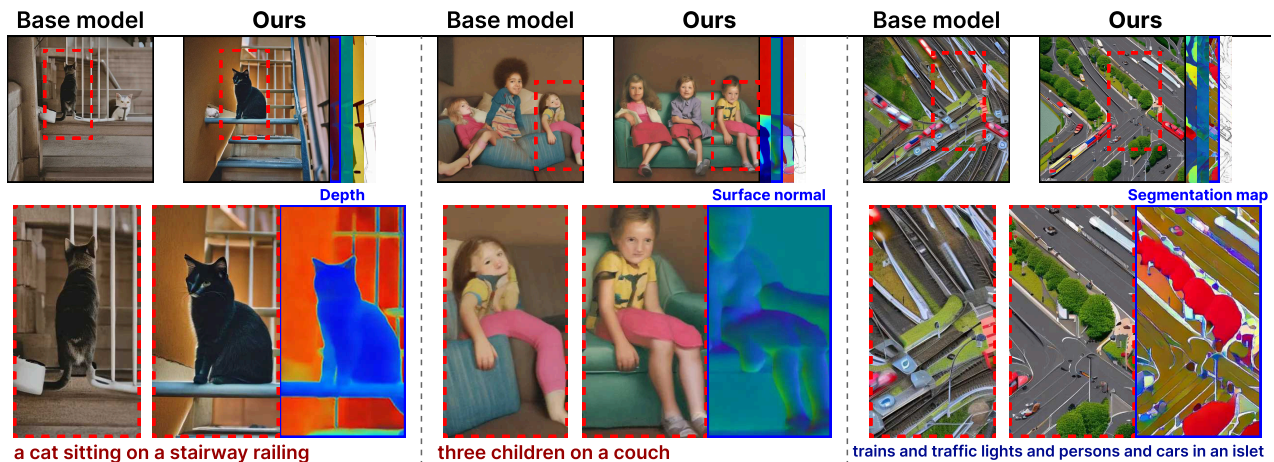 Base model
Ours
Base model
Ours
Base model
Ours
Depth
Surface normal
Segmentation map
a cat sitting on a stairway railing
three children on a couch
trains and traffic lights and persons and cars in an islet